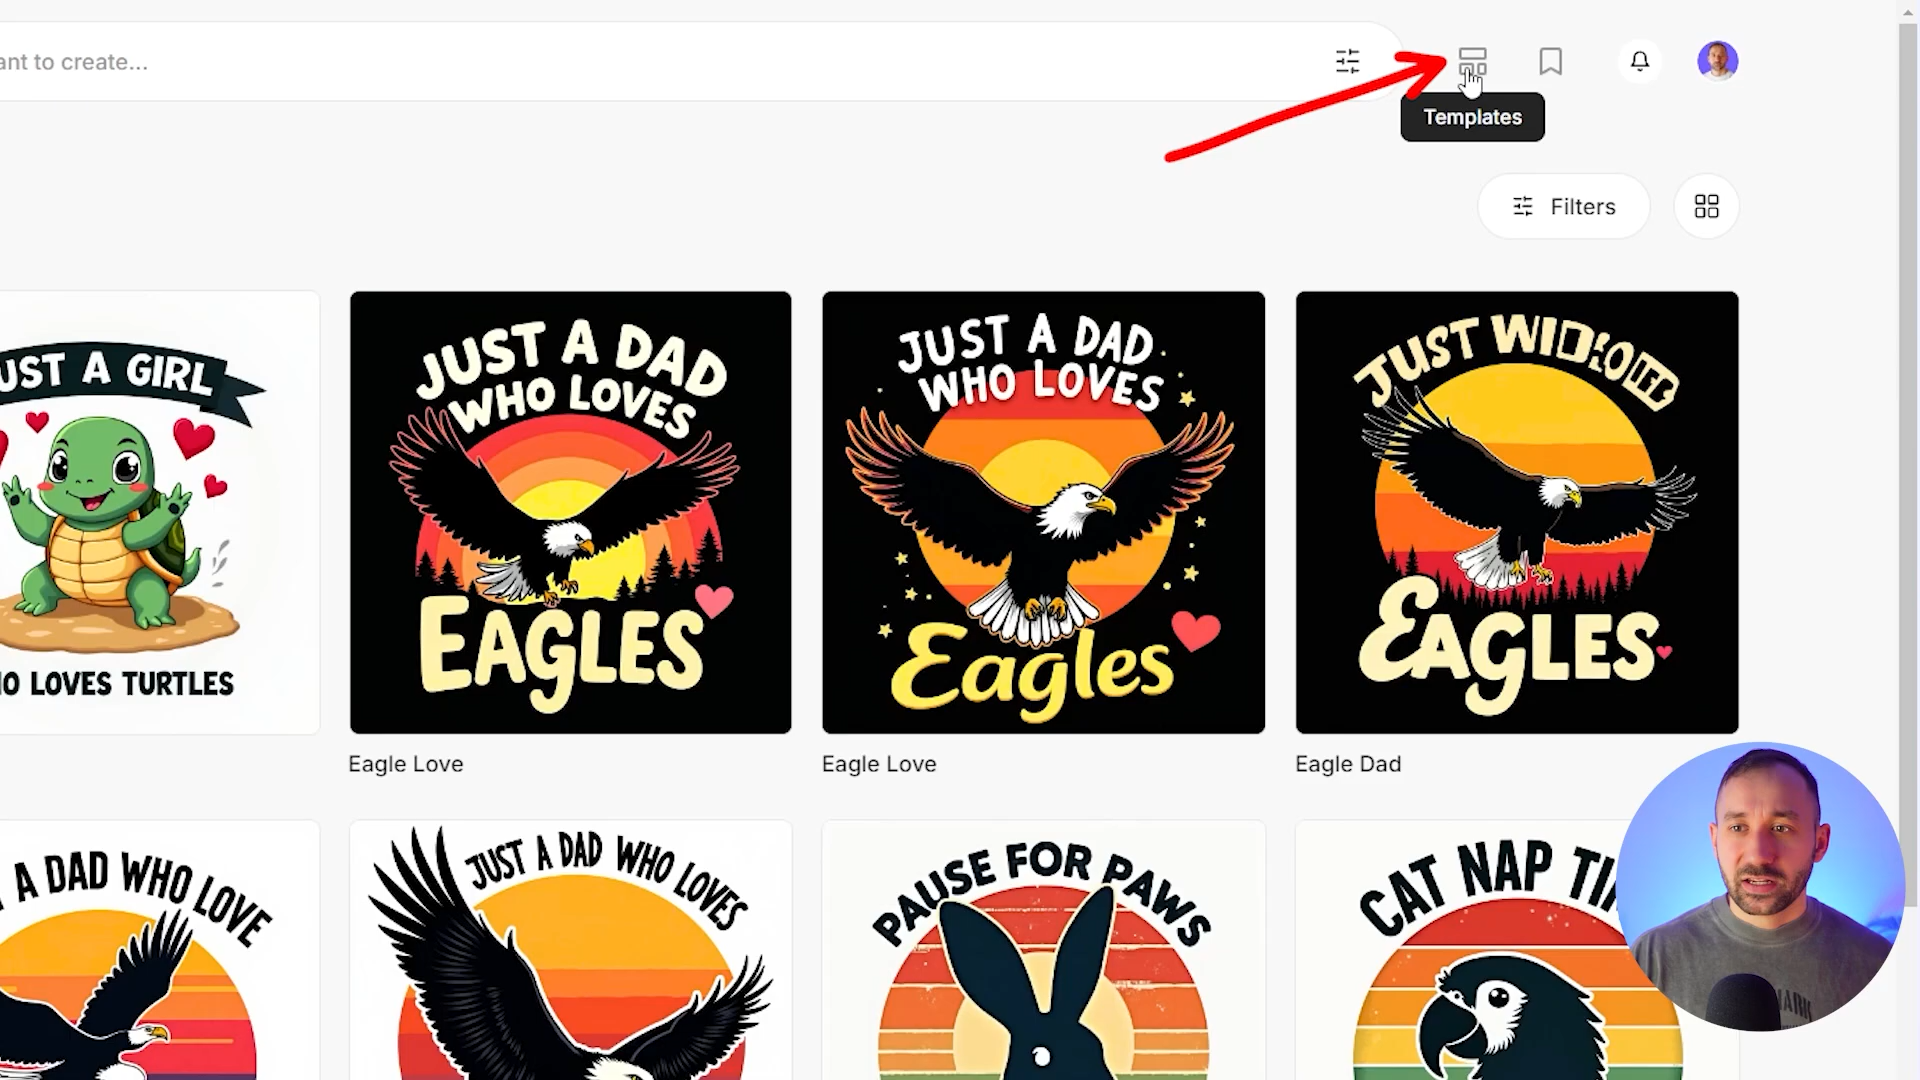 ant to create...
Templates
Filters
UST A GIRL
O LOVES TURTLES
JUST A DAD
WHO LOVES
EAGLES
Eagle Love
JUST A DAD
WHO LOVES
Eagles
Eagle Love
JUST
EAGLES
Eagle Dad
A DAD WHO LOVE
JUST A DAD WHO LOVES
PAUSE FOR PAWS
CAT NAP TI